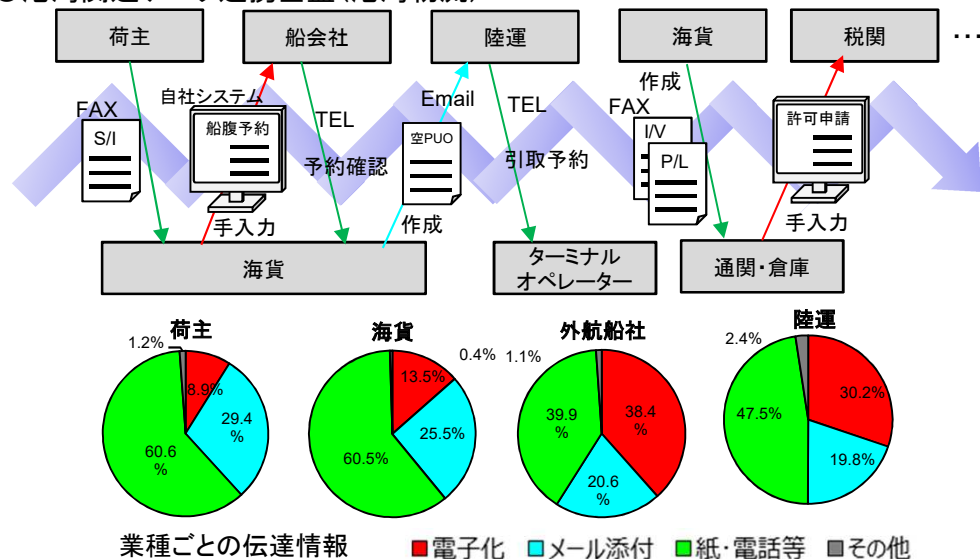 荷主
船会社
陸運
海貨
税関
…
FAX
S/I
自社システム
船腹予約
手入力
TEL
予約確認
Email
空PUO
作成
TEL
引取予約
作成
FAX
I/V
P/L
許可申請
手入力
海貨
ターミナル
オペレーター
通関・倉庫
荷主
1.2%
8.9%
29.4
%
60.6
%
海貨
0.4%
13.5%
25.5%
60.5%
外航船社
1.1%
38.4
%
39.9
%
20.6
%
陸運
2.4%
30.2%
47.5%
19.8%
業種ごとの伝達情報
電子化 メール添付 紙・電話等 その他